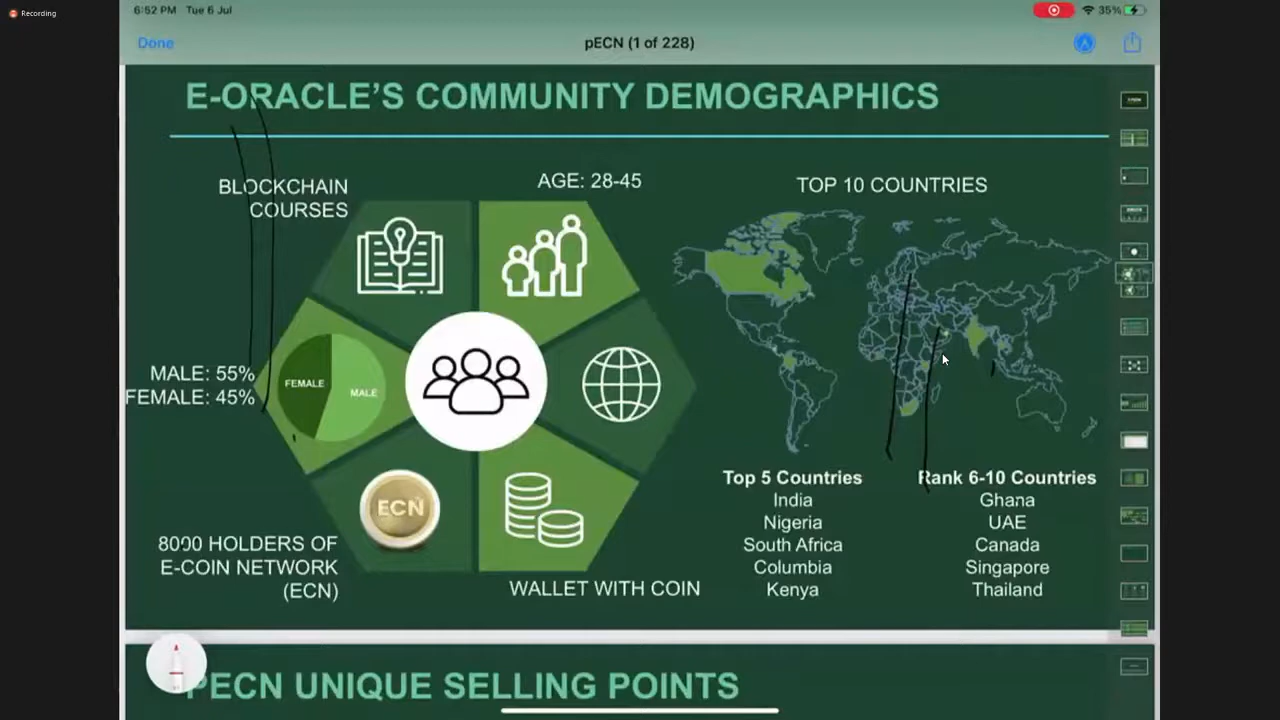 Recording
6:52 PM Tue 6 Jul
35%
Done
pECN (1 of 228)
E-ORACLE'S COMMUNITY DEMOGRAPHICS
BLOCKCHAIN
COURSES
AGE: 28-45
TOP 10 COUNTRIES
MALE: 55%
FEMALE: 45%
FEMALE
MALE
ECN
8000 HOLDERS OF
E-COIN NETWORK
(ECN)
WALLET WITH COIN
Top 5 Countries
India
Nigeria
South Africa
Columbia
Kenya
Rank 6-10 Countries
Ghana
UAE
Canada
Singapore
Thailand
PECN UNIQUE SELLING POINTS